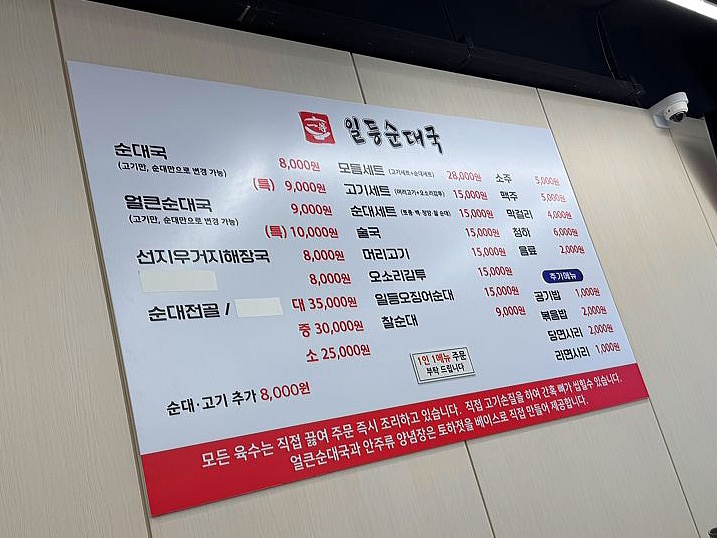 일등순대국
순대국 8,000원
(고기만, 순대만으로 변경 가능)
(특) 9,000원
얼큰순대국 9,000원
(고기만, 순대만으로 변경 가능)
(특) 10,000원
선지우거지해장국 8,000원
8,000원
순대전골 / 대 35,000원
중 30,000원
소 25,000원
순대·고기 추가 8,000원
모듬세트 (고기세트+순대세트) 28,000원
고기세트 (머리고기+오소리감투) 15,000원
순대세트 15,000원
술국 15,000원
머리고기 15,000원
오소리감투 15,000원
일등오징어순대 15,000원
찰순대 9,000원
1인 1메뉴 주문
부탁 드립니다
소주 5,000원
맥주 5,000원
막걸리 4,000원
청하 6,000원
음료 2,000원
추가메뉴
공기밥 1,000원
볶음밥 2,000원
당면사리 2,000원
라면사리 1,000원
모든 육수는 직접 끓여 주문 즉시 조리하고 있습니다. 직접 고기손질을 하여 간혹 뼈가 씹힐수 있습니다.
얼큰순대국과 안주류 양념장은 토하젓을 베이스로 직접 만들어 제공합니다.